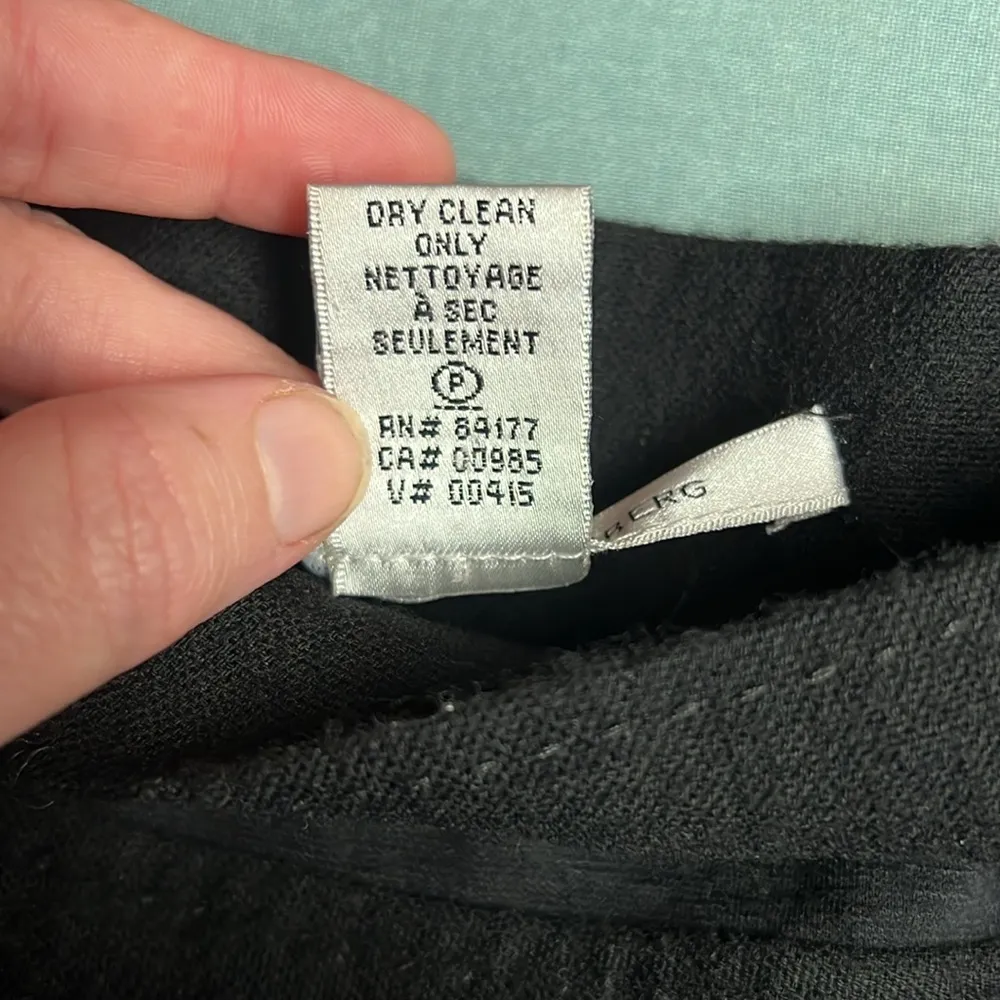 DRY CLEAN
ONLY
NETTOYAGE
À SEC
SEULEMENT
P
RN# 84177
CA# 00985
V# 00415
BERG